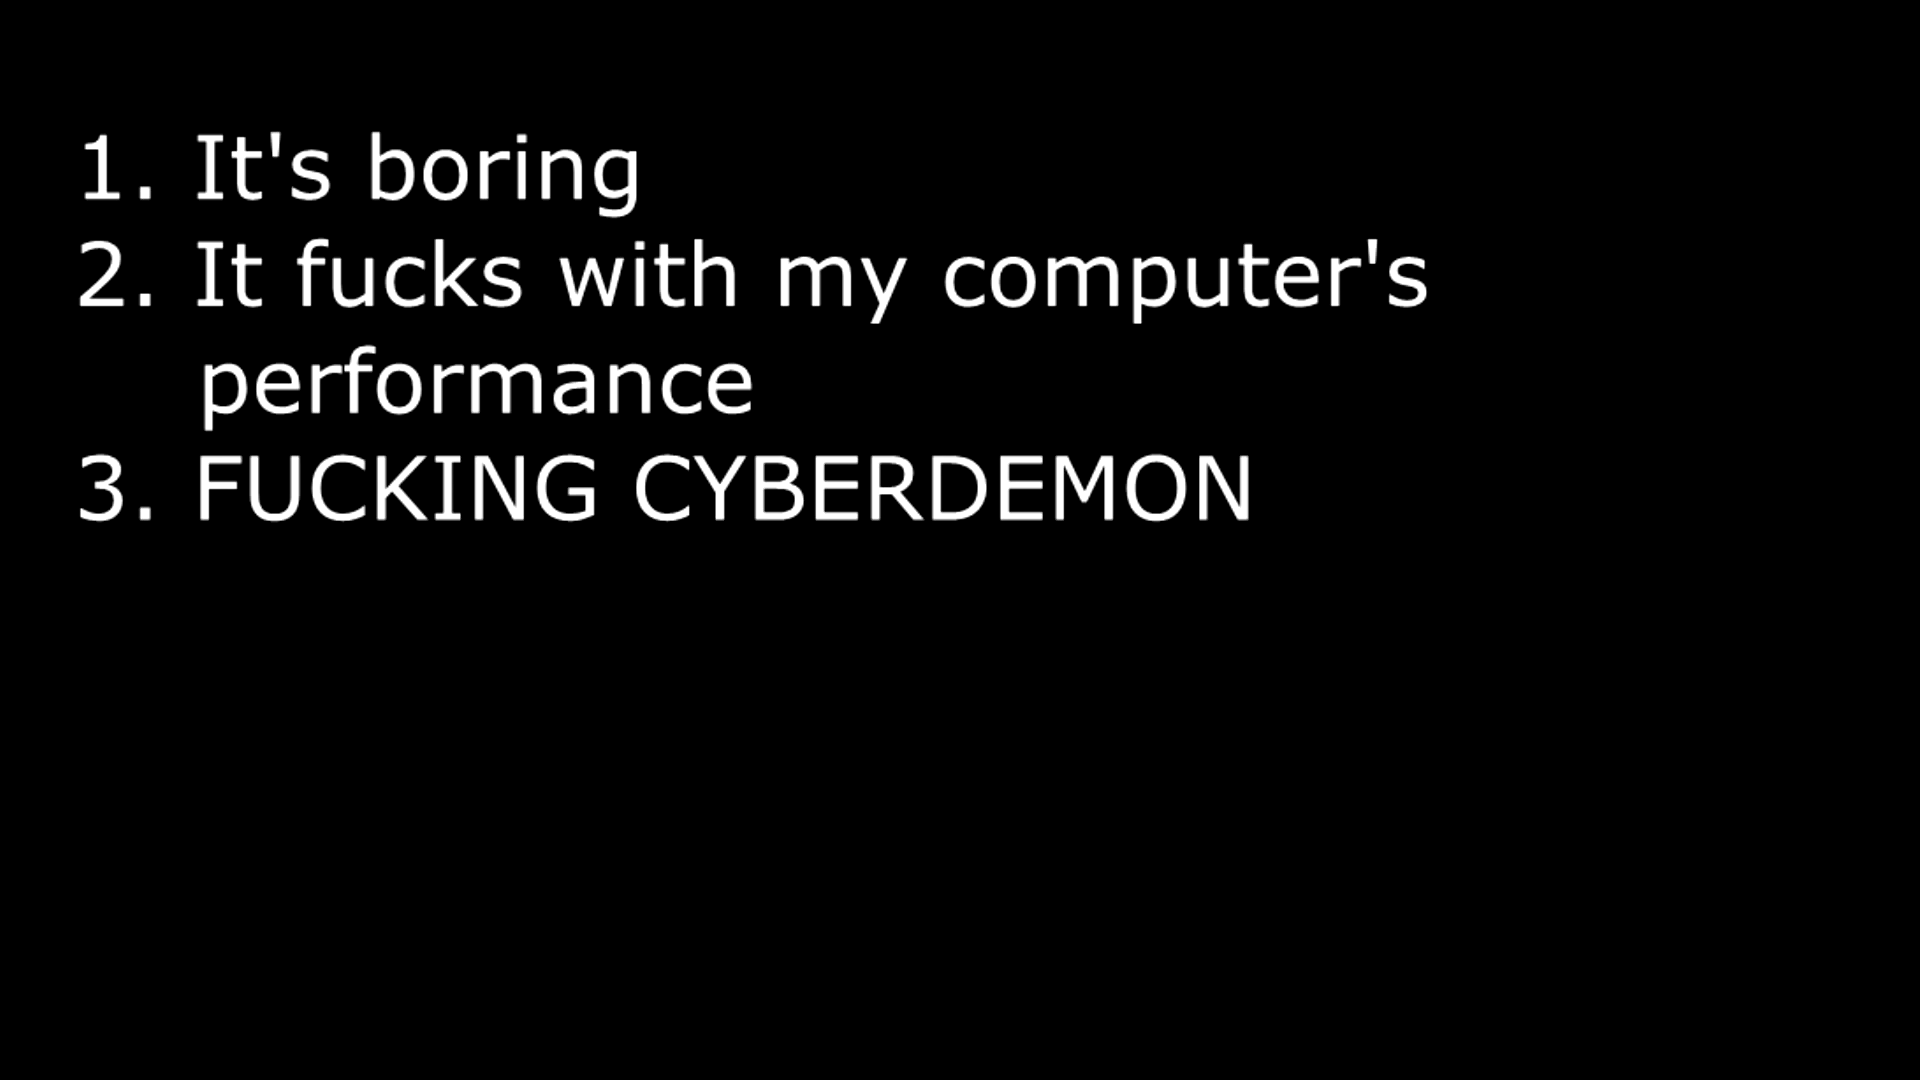 1. It's boring
2. It fucks with my computer's
performance
3. FUCKING CYBERDEMON